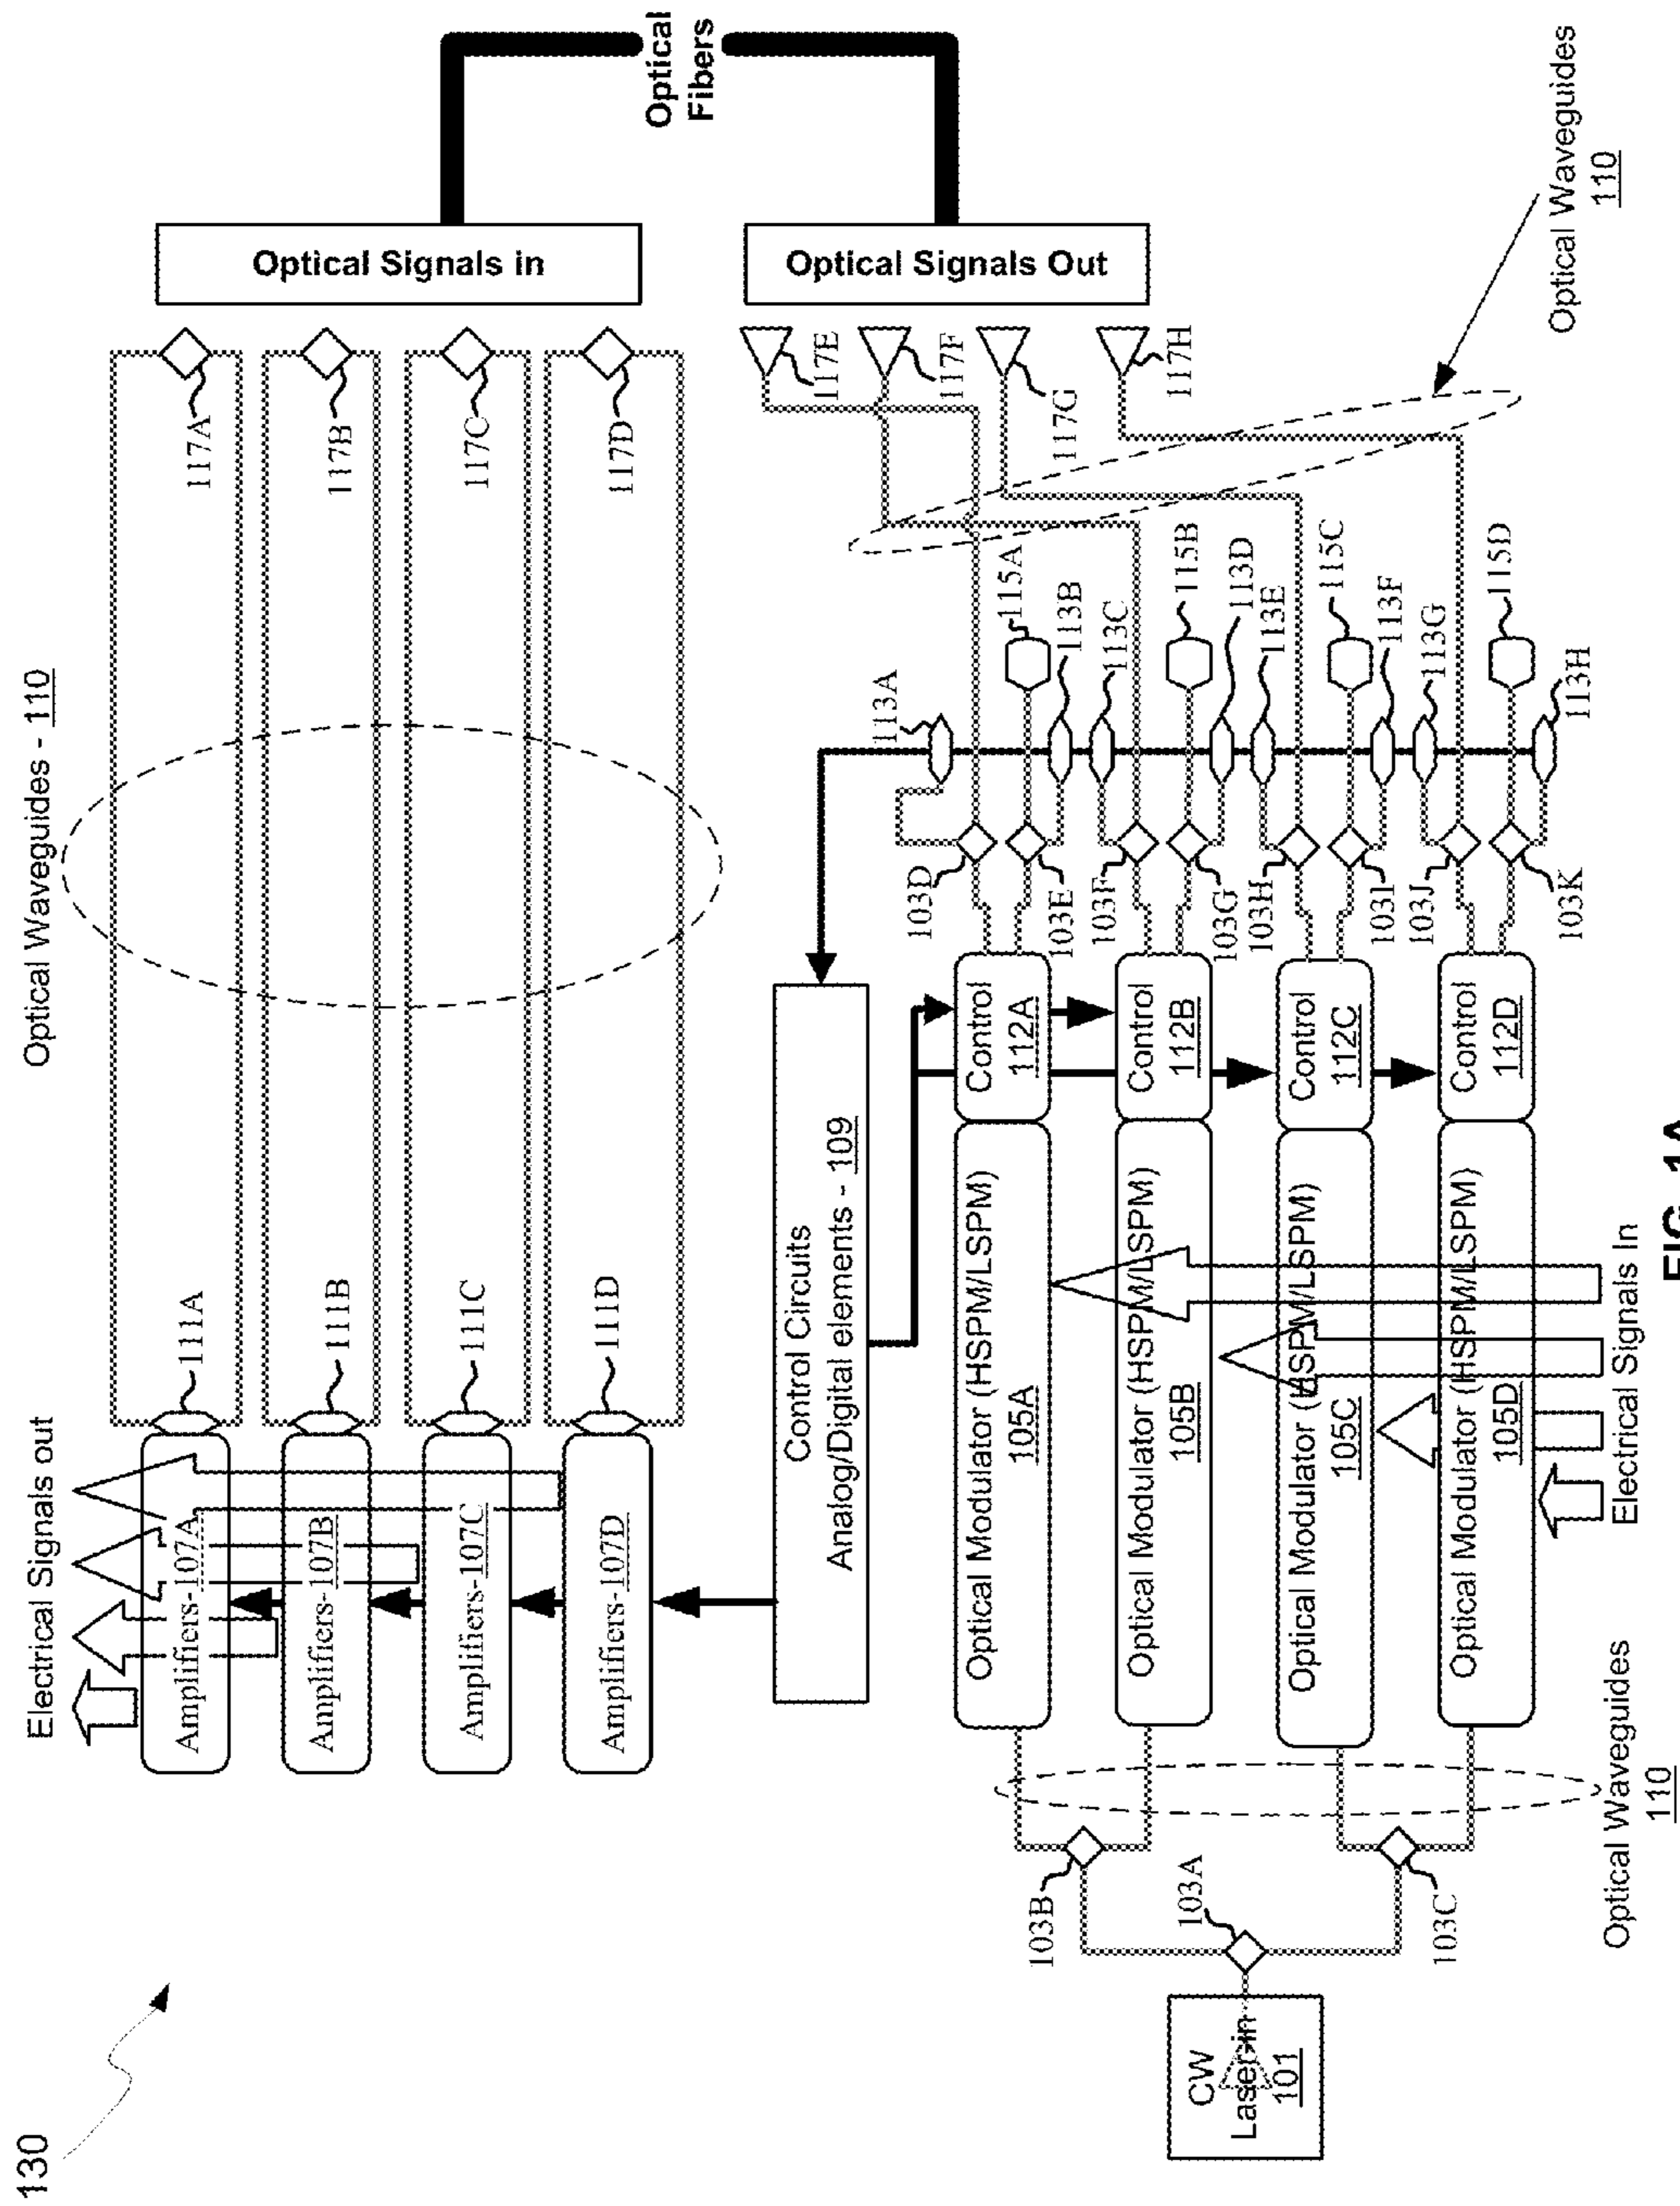 130
Electrical Signals out
Optical Waveguides - 110
Amplifiers-107A
Amplifiers-107B
Amplifiers-107C
Amplifiers-107D
111A
111B
111C
111D
117A
117B
117C
117D
Optical Signals in
Optical
Fibers
Optical Signals Out
117E
117F
117G
117H
Control Circuits
Analog/Digital elements - 109
CW
Laser in
101
103A
103B
103C
Optical Waveguides
110
Optical Modulator (HSPM/LSPM)
105A
Optical Modulator (HSPM/LSPM)
105B
Optical Modulator (HSPM/LSPM)
105C
Optical Modulator (HSPM/LSPM)
105D
Control
112A
Control
112B
Control
112C
Control
112D
103D
103E
103F
103G
103H
103I
103J
103K
113A
115A
113B
113C
115B
113D
113E
115C
113F
113G
115D
113H
Optical Waveguides
110
Electrical Signals In
FIG. 1A